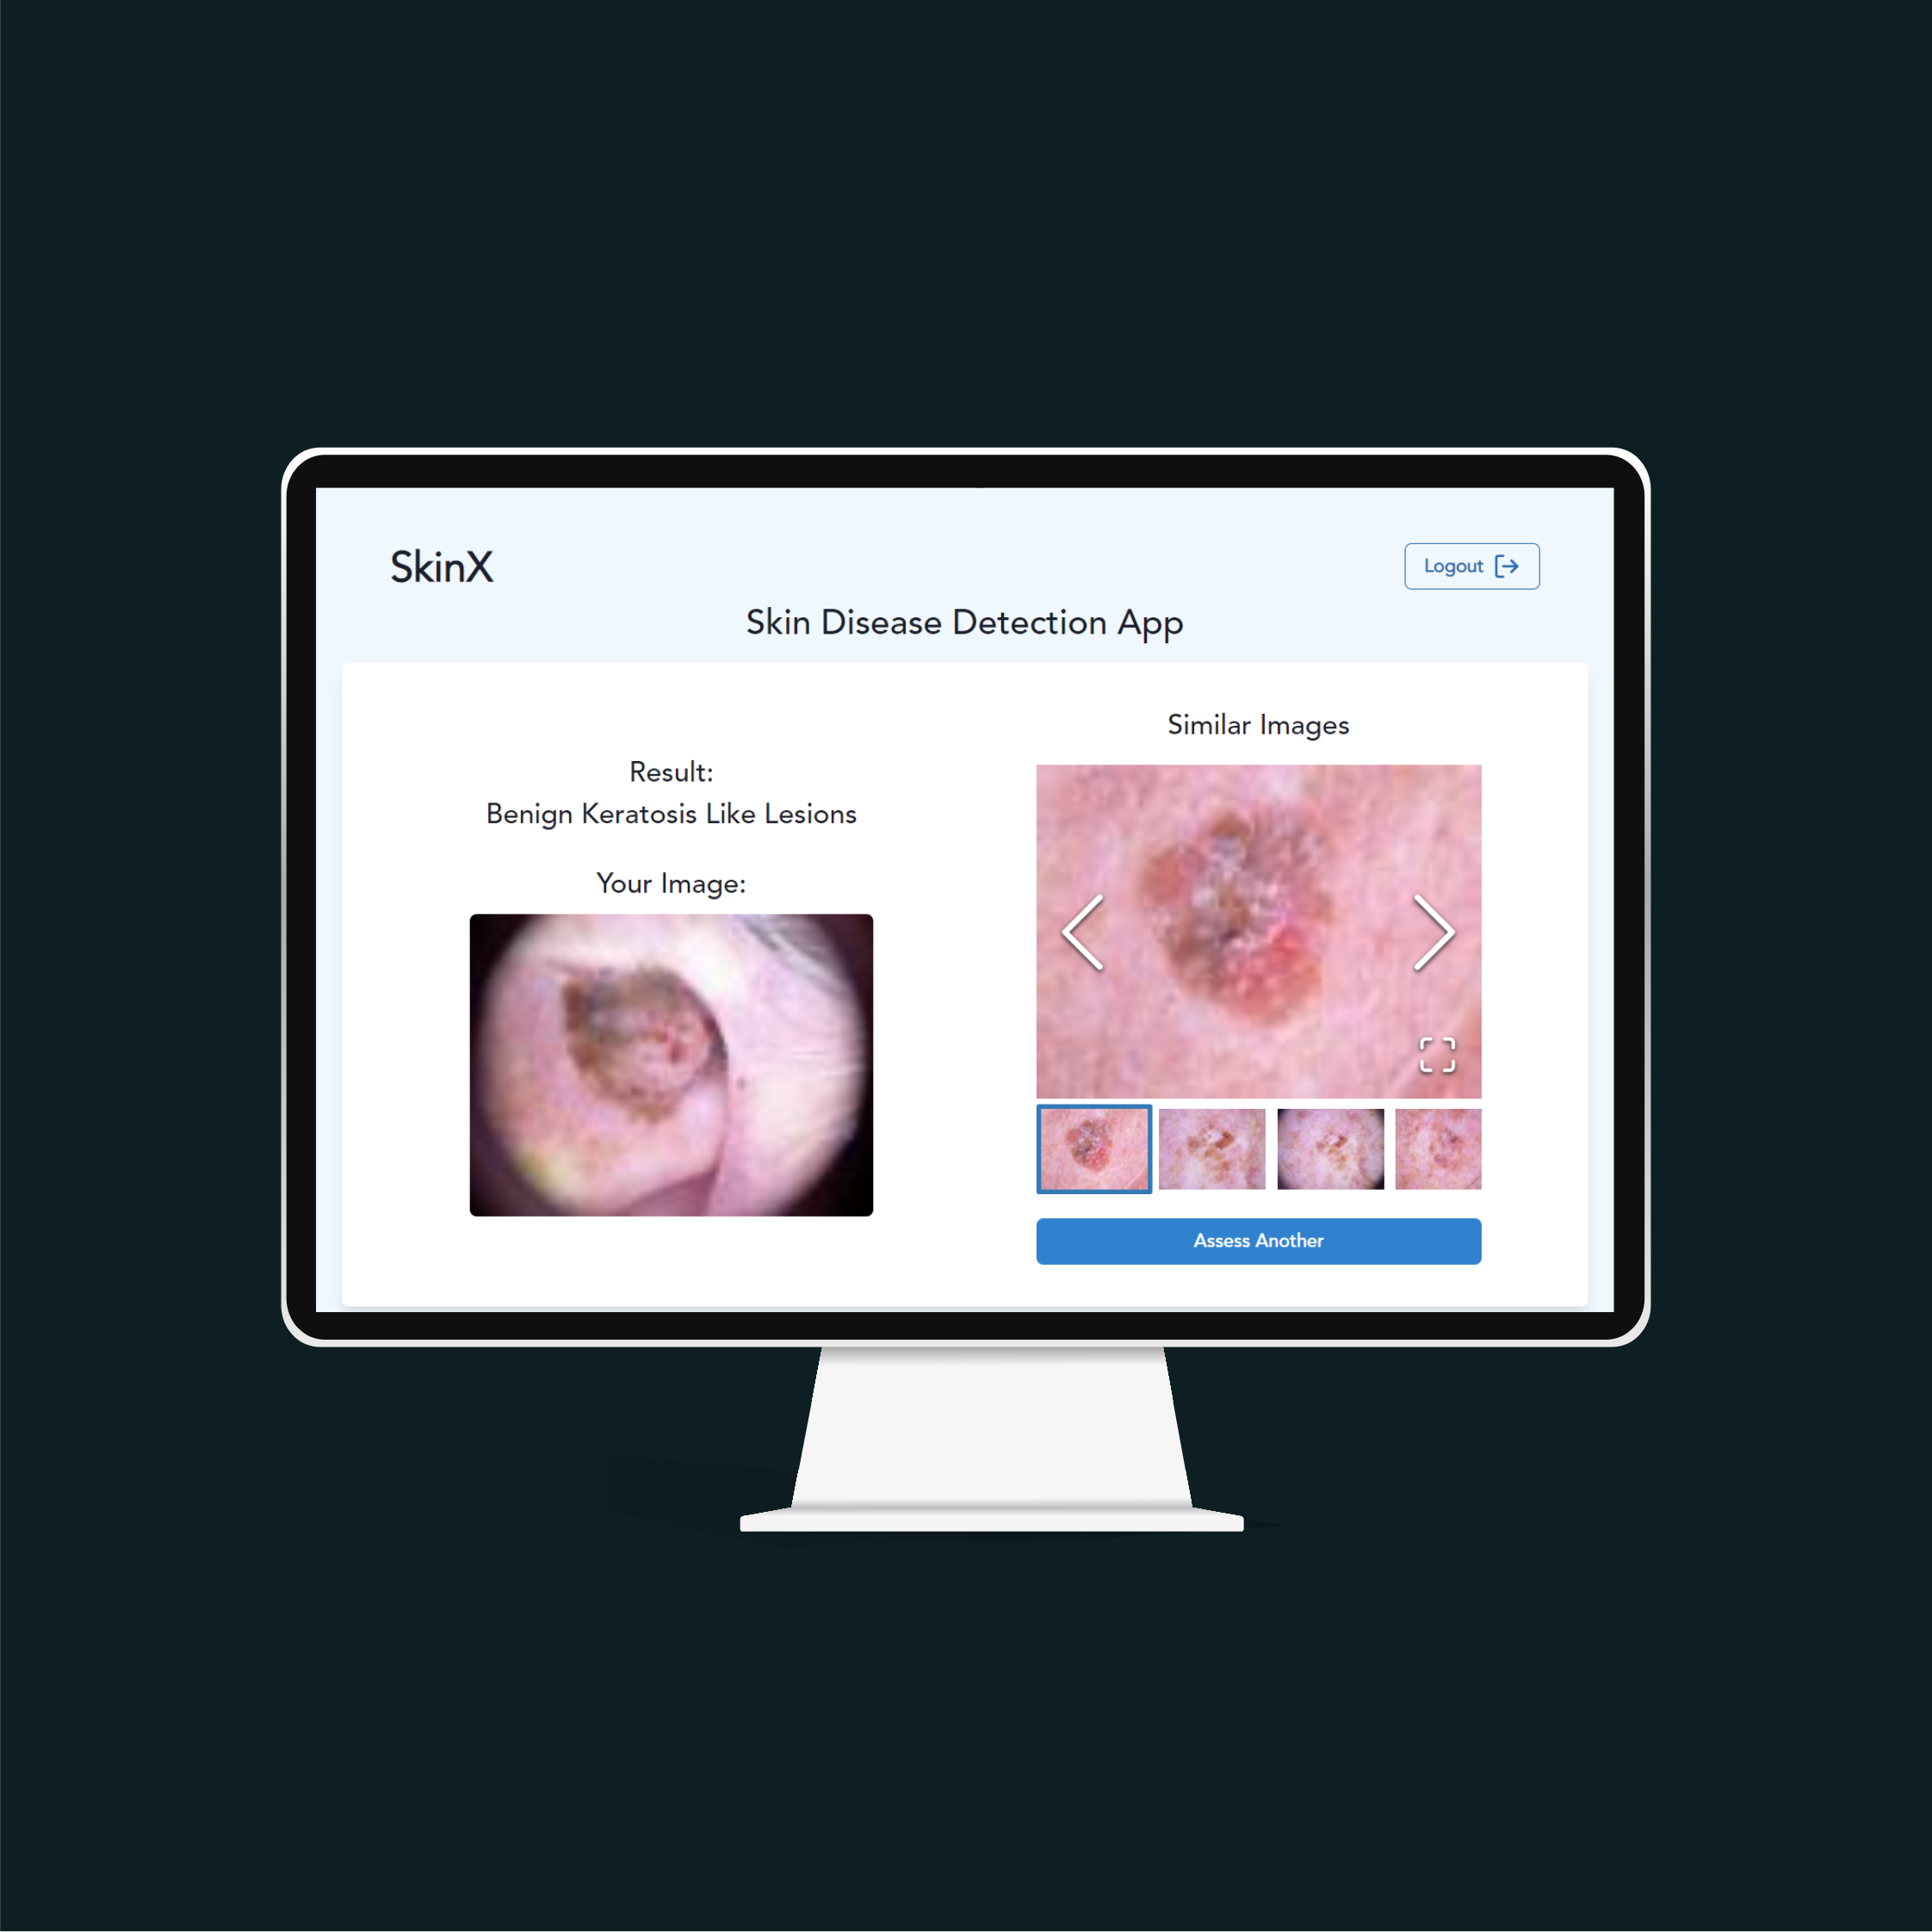 SkinX
Logout
Skin Disease Detection App
Result:
Benign Keratosis Like Lesions
Your Image:
Similar Images
Assess Another